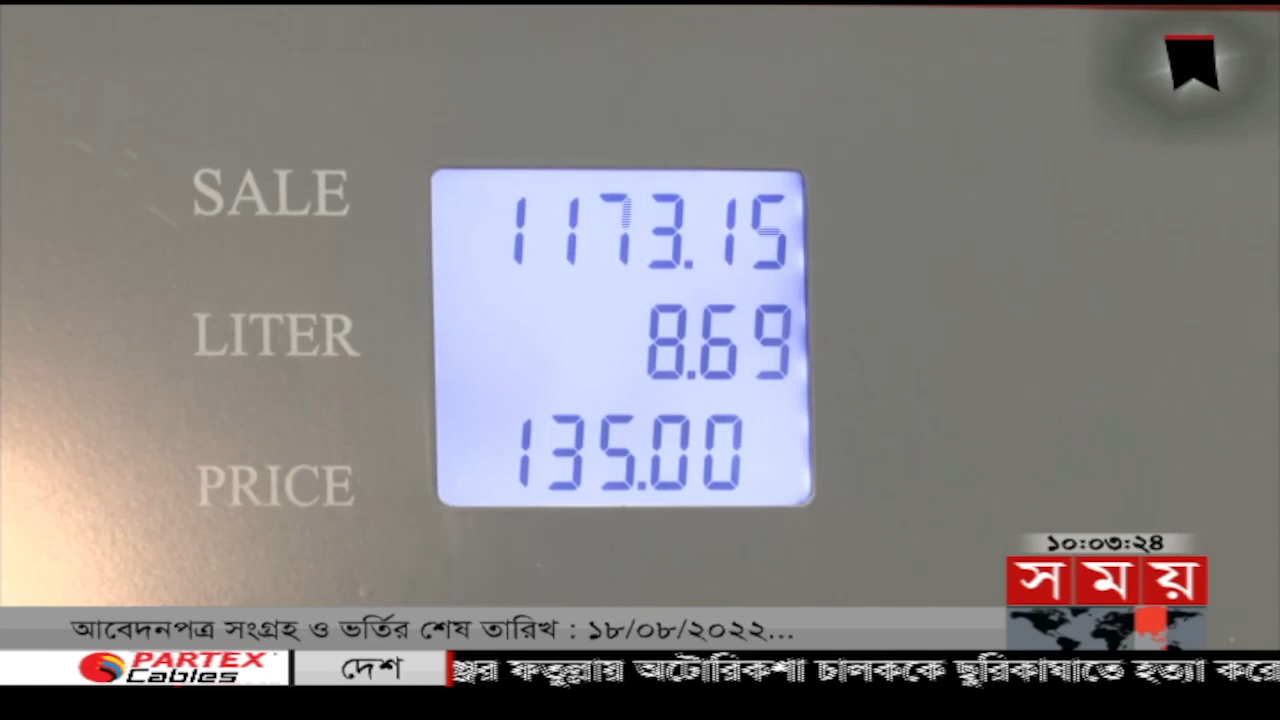 SALE 1173.15
LITER 8.69
PRICE 135.00
১০:০৩:২৪
সময়
আবেদনপত্র সংগ্রহ ও ভর্তির শেষ তারিখ : ১৮/০৮/২০২২...
PARTEX
Cables
দেশ
ফতুল্লায় অটোরিকশা চালককে ছুরিকাঘাতে হত্যা